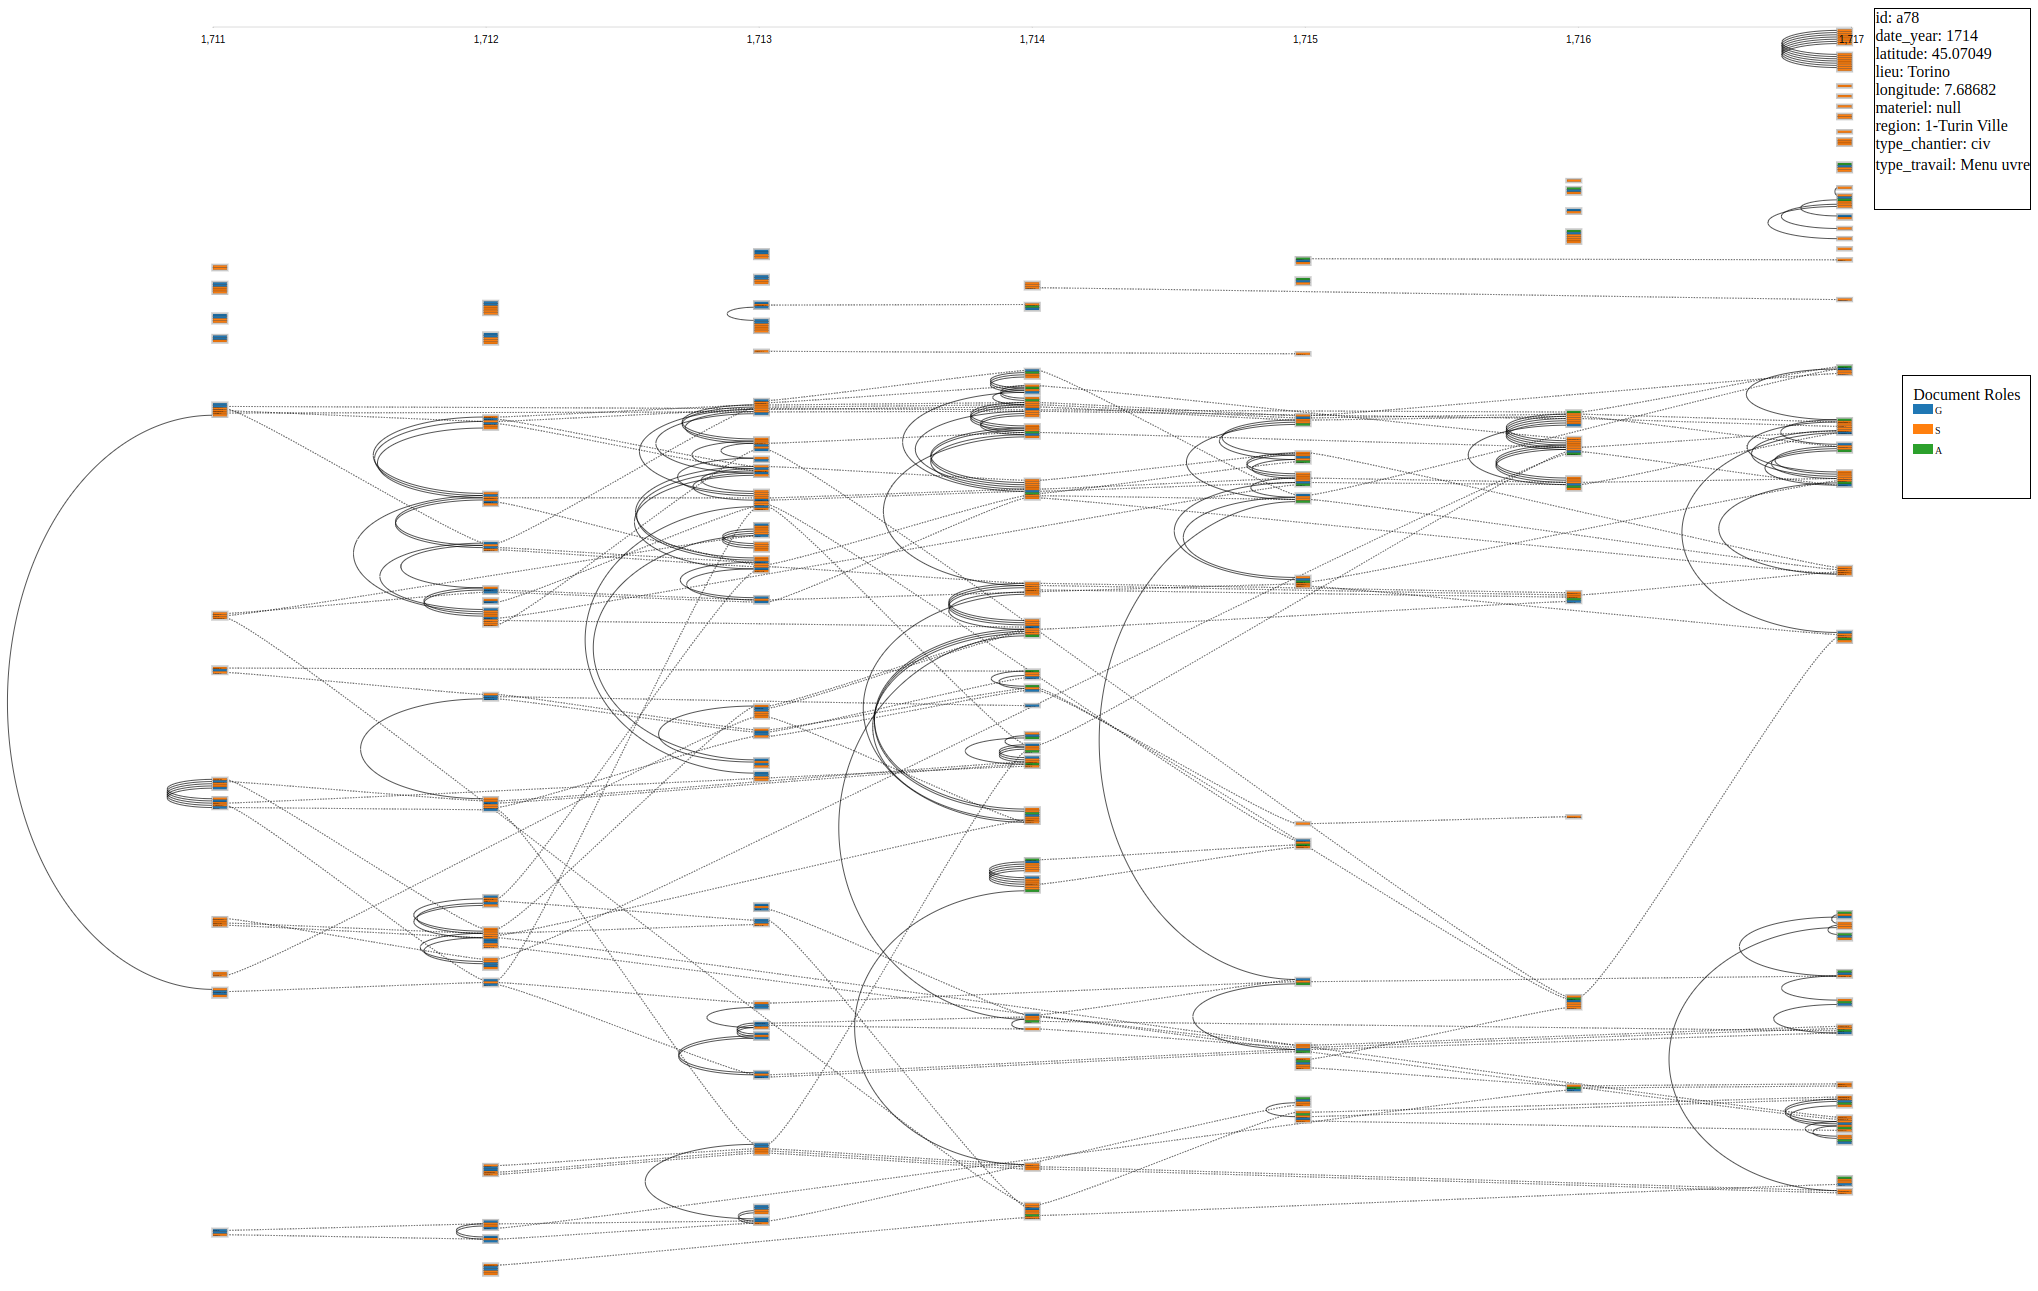 1,711 1,712 1,713 1,714 1,715 1,716 1,717
id: a78
date_year: 1714
latitude: 45.07049
lieu: Torino
longitude: 7.68682
materiel: null
region: 1-Turin Ville
type_chantier: civ
type_travail: Menu uvre
Document Roles
G
S
A